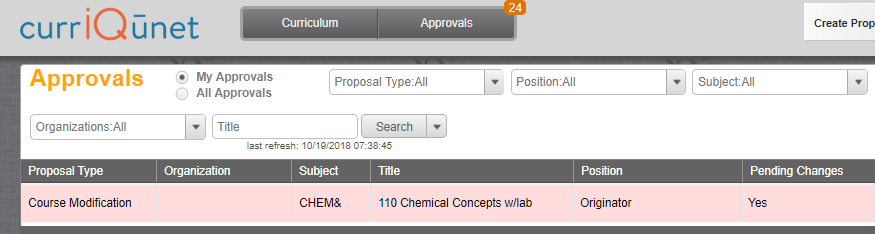 currIQūnet
Curriculum Approvals 24
Create Prop
Approvals
My Approvals
All Approvals
Proposal Type:All Position:All Subject:All
Organizations:All Title Search
last refresh: 10/19/2018 07:38:45
Proposal Type Organization Subject Title Position Pending Changes
Course Modification CHEM& 110 Chemical Concepts w/lab Originator Yes